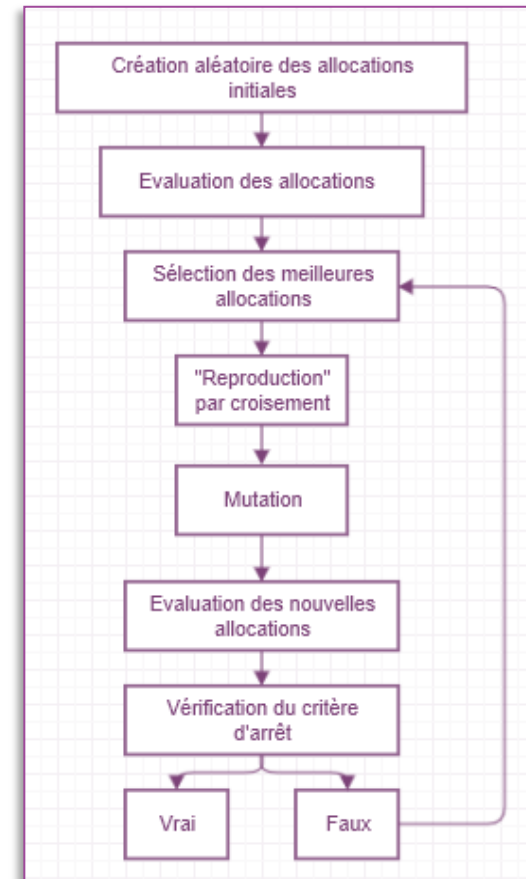 Création aléatoire des allocations
initiales
Evaluation des allocations
Sélection des meilleures
allocations
"Reproduction"
par croisement
Mutation
Evaluation des nouvelles
allocations
Vérification du critère
d'arrêt
Vrai
Faux